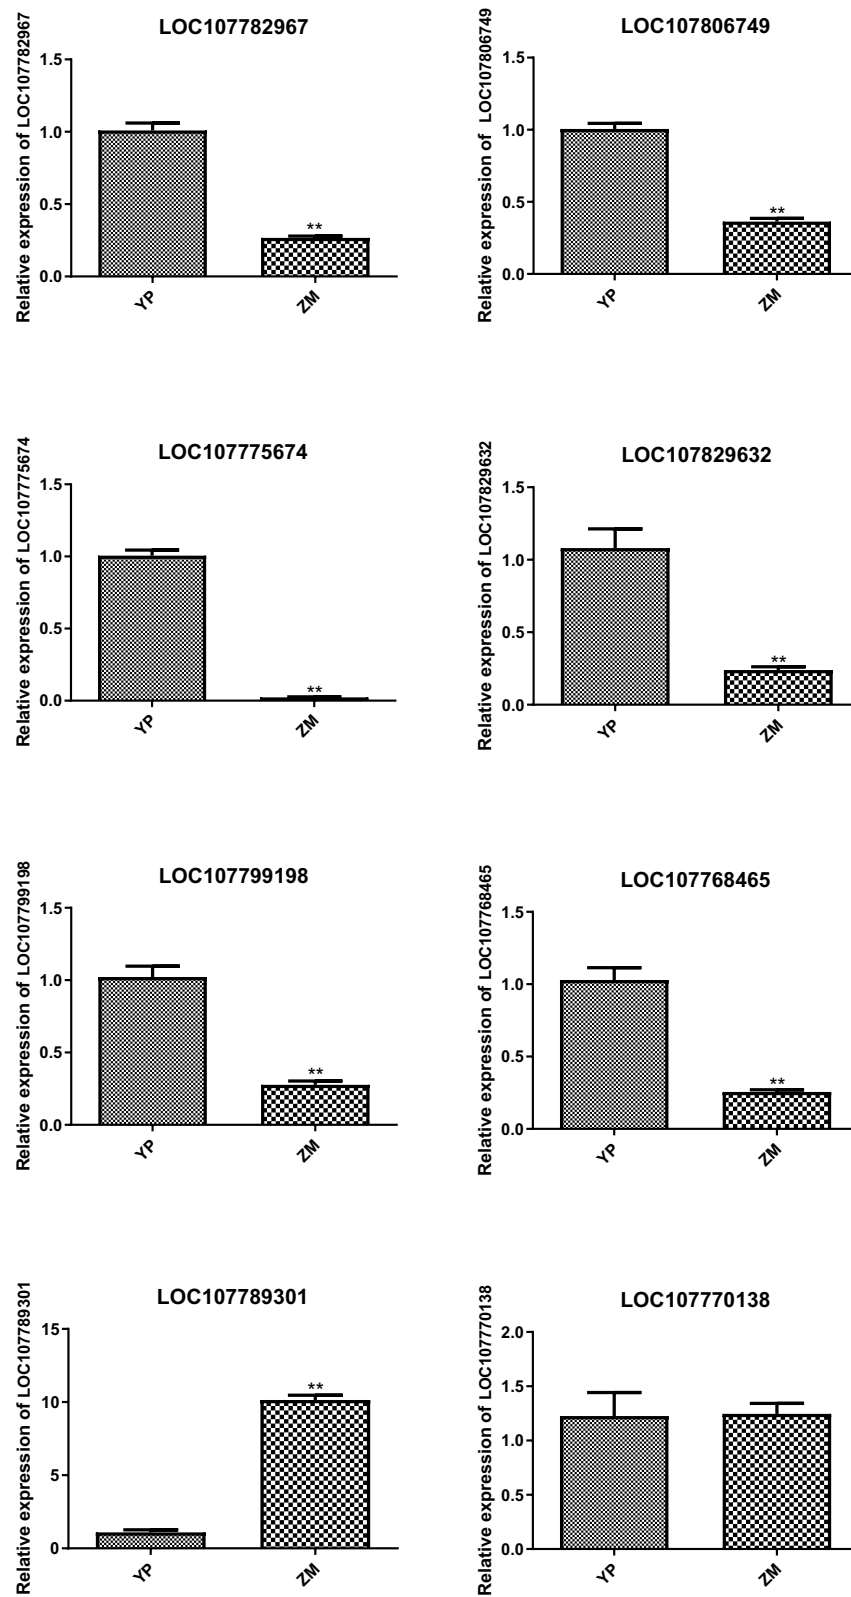 LOC107782967
Relative expression of LOC107782967
1.5
1.0
0.5
0.0
**
YP
ZM
LOC107806749
Relative expression of LOC107806749
1.5
1.0
0.5
0.0
**
YP
ZM
LOC107775674
Relative expression of LOC107775674
1.5
1.0
0.5
0.0
**
YP
ZM
LOC107829632
Relative expression of LOC107829632
1.5
1.0
0.5
0.0
**
YP
ZM
LOC107799198
Relative expression of LOC107799198
1.5
1.0
0.5
0.0
**
YP
ZM
LOC107768465
Relative expression of LOC107768465
1.5
1.0
0.5
0.0
**
YP
ZM
LOC107789301
Relative expression of LOC107789301
15
10
5
0
**
YP
ZM
LOC107770138
Relative expression of LOC107770138
2.0
1.5
1.0
0.5
0.0
YP
ZM